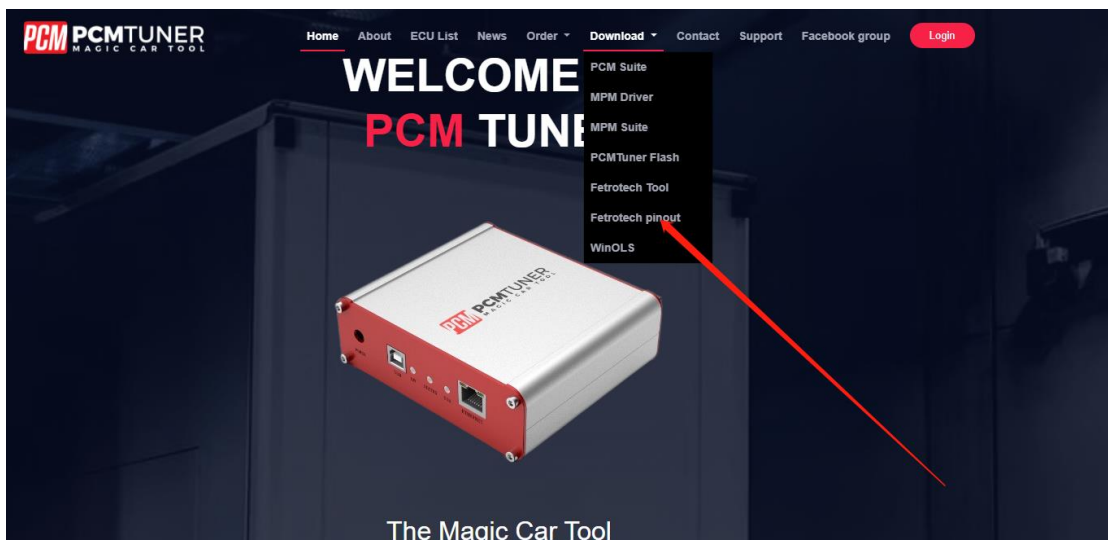 PCM PCMTUNER
MAGIC CAR TOOL
Home About ECU List News Order Download Contact Support Facebook group Login
PCM Suite
MPM Driver
MPM Suite
PCMTuner Flash
Fetrotech Tool
Fetrotech pinout
WinOLS
WELCOME
PCM TUNE
PCM PCMTUNER
MAGIC CAR TOOL
The Magic Car Tool